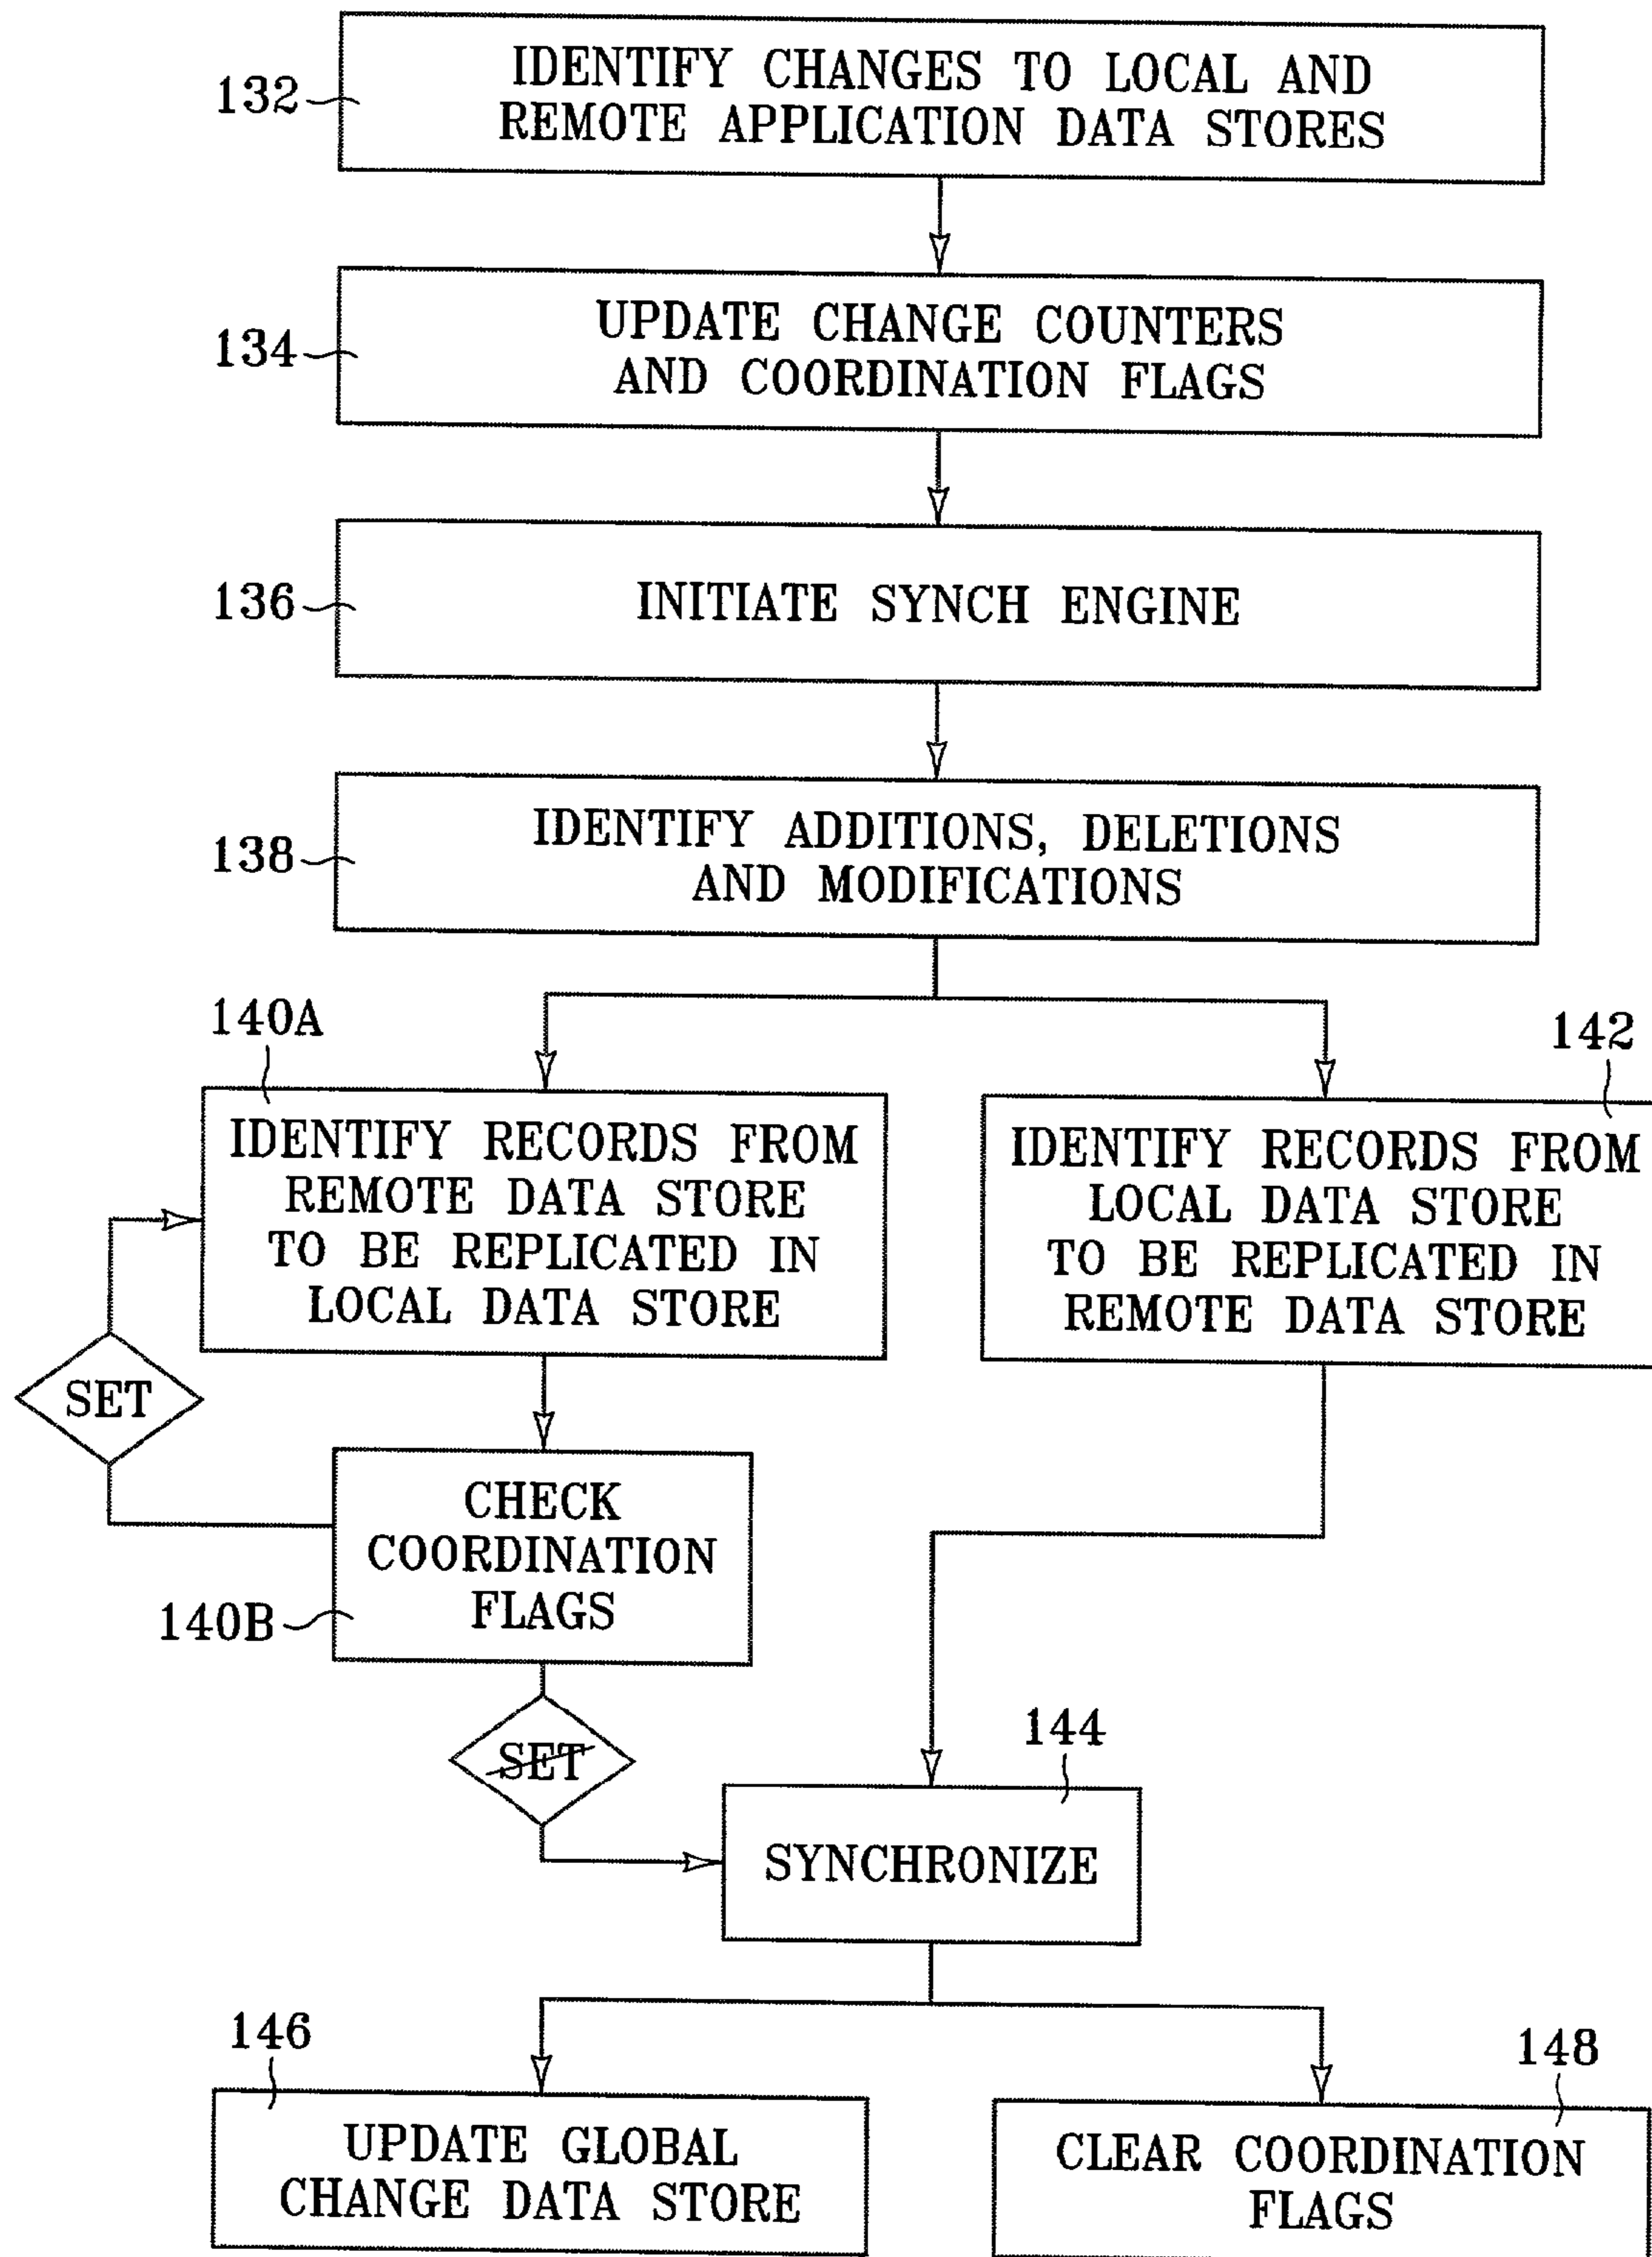 132
IDENTIFY CHANGES TO LOCAL AND
REMOTE APPLICATION DATA STORES
134
UPDATE CHANGE COUNTERS
AND COORDINATION FLAGS
136
INITIATE SYNCH ENGINE
138
IDENTIFY ADDITIONS, DELETIONS
AND MODIFICATIONS
140A
IDENTIFY RECORDS FROM
REMOTE DATA STORE
TO BE REPLICATED IN
LOCAL DATA STORE
142
IDENTIFY RECORDS FROM
LOCAL DATA STORE
TO BE REPLICATED IN
REMOTE DATA STORE
SET
CHECK
COORDINATION
FLAGS
140B
SET
144
SYNCHRONIZE
146
UPDATE GLOBAL
CHANGE DATA STORE
148
CLEAR COORDINATION
FLAGS